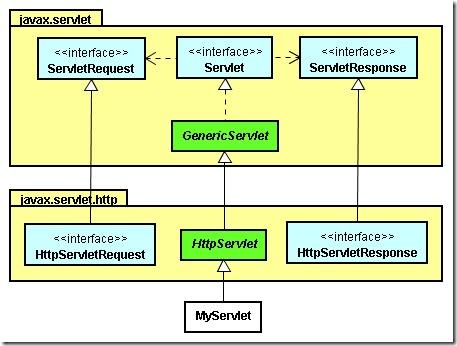 javax.servlet
<<interface>>
ServletRequest
<<interface>>
Servlet
<<interface>>
ServletResponse
GenericServlet
javax.servlet.http
<<interface>>
HttpServletRequest
HttpServlet
<<interface>>
HttpServletResponse
MyServlet